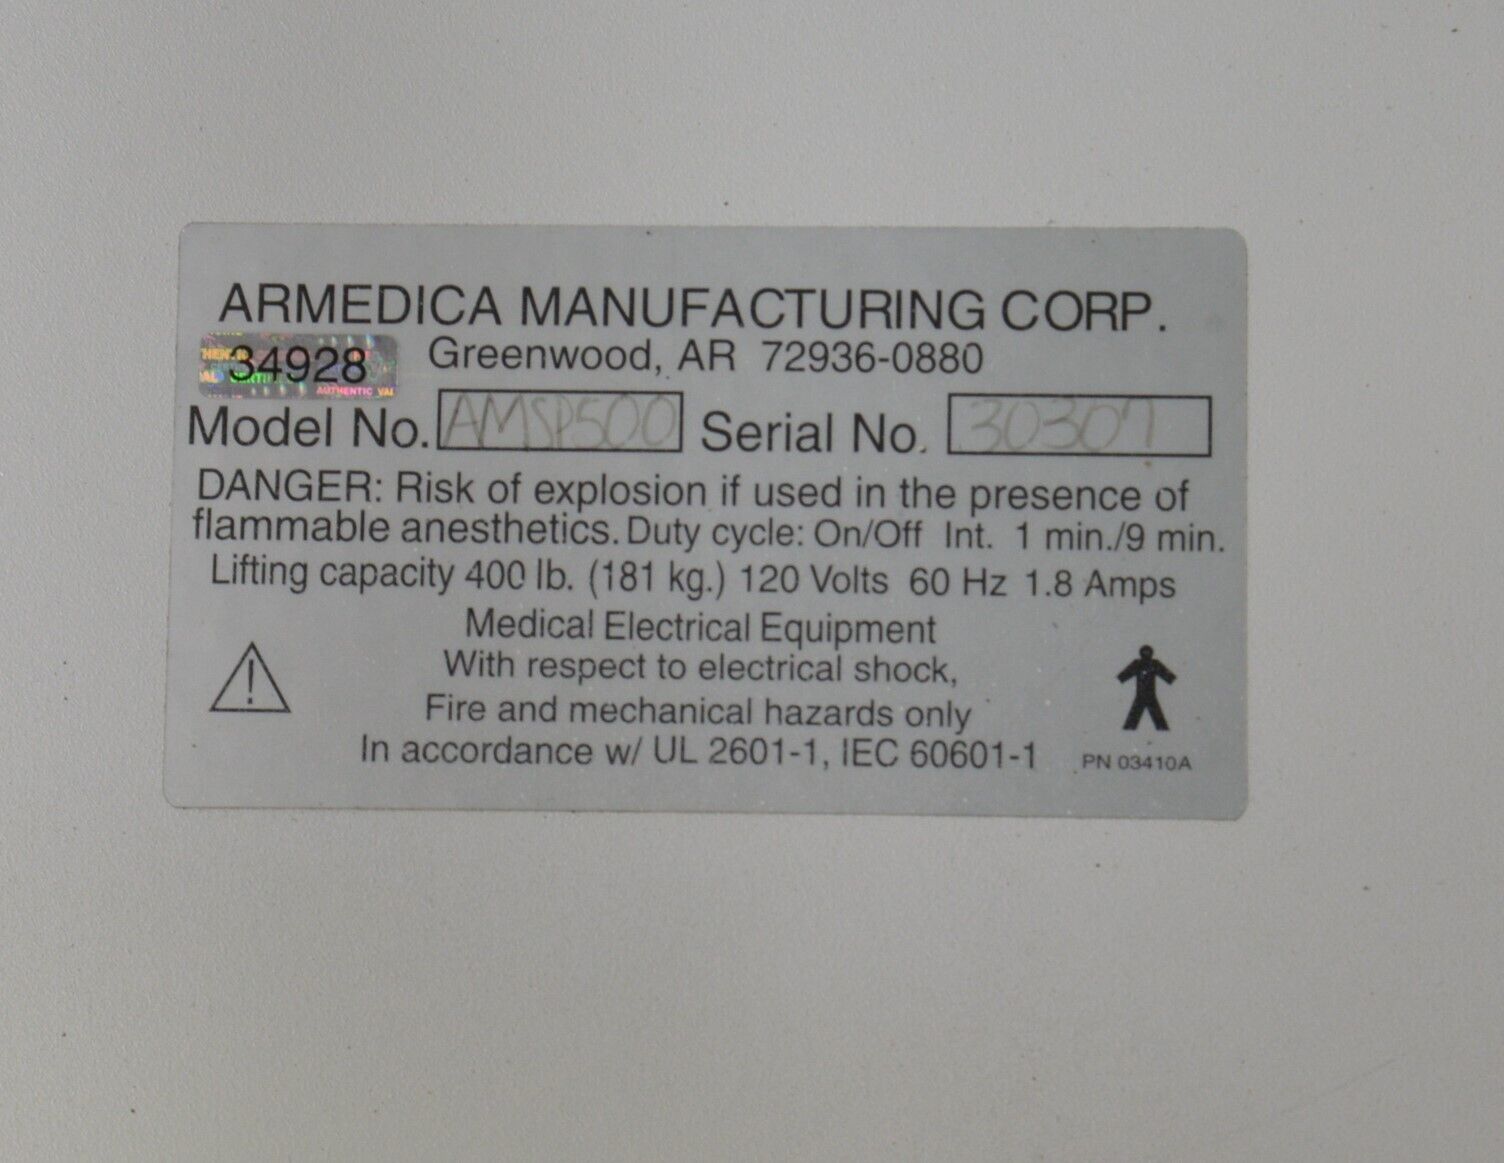 ARMEDICA MANUFACTURING CORP.
34928 Greenwood, AR 72936-0880
Model No. AMSP500 Serial No. 30307
DANGER: Risk of explosion if used in the presence of
flammable anesthetics. Duty cycle: On/Off Int. 1 min./9 min.
Lifting capacity 400 lb. (181 kg.) 120 Volts 60 Hz 1.8 Amps
Medical Electrical Equipment
With respect to electrical shock,
Fire and mechanical hazards only
In accordance w/ UL 2601-1, IEC 60601-1 PN 03410A